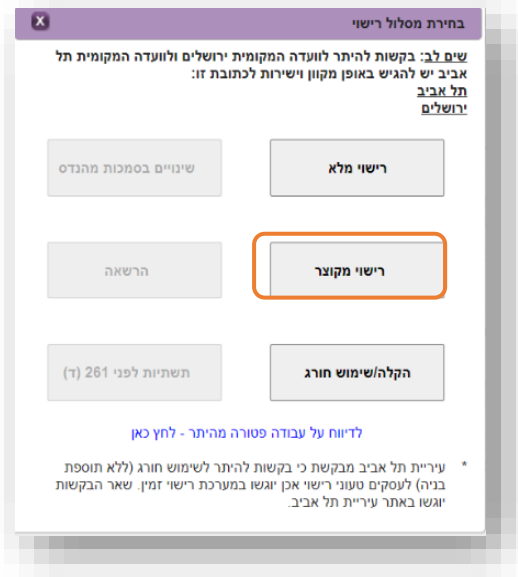 בחירת מסלול רישוי
X
שים לב: בקשות להיתר לוועדה המקומית ירושלים ולוועדה המקומית תל
אביב יש להגיש באופן מקוון וישירות לכתובת זו:
תל אביב
ירושלים
רישוי מלא
שינויים בסמכות מהנדס
רישוי מקוצר
הרשאה
הקלה/שימוש חורג
תשתיות לפני 261 (ד)
לדיווח על עבודה פטורה מהיתר - לחץ כאן
* עיריית תל אביב מבקשת כי בקשות להיתר לשימוש חורג (ללא תוספת
בניה) לעסקים טעוני רישוי אכן יוגשו במערכת רישוי זמין. שאר הבקשות
יוגשו באתר עיריית תל אביב.